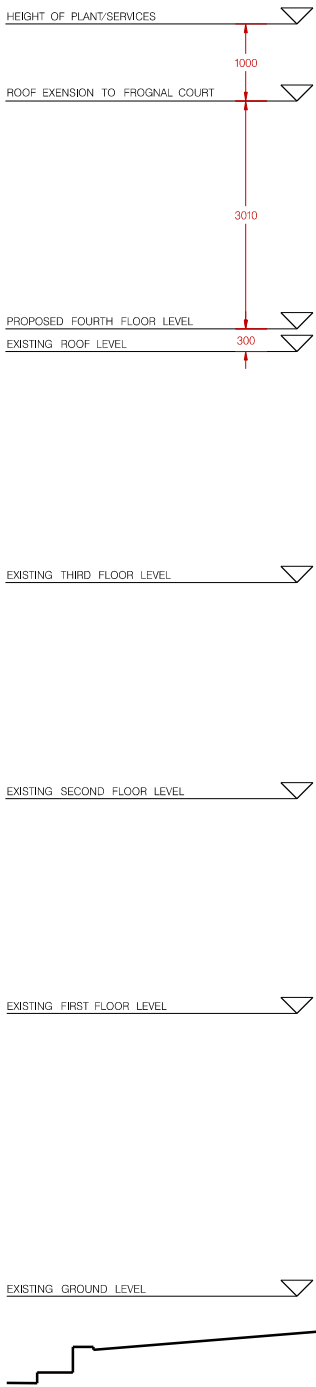 HEIGHT OF PLANT/SERVICES
1000
ROOF EXENSION TO FROGNAL COURT
3010
PROPOSED FOURTH FLOOR LEVEL
300
EXISTING ROOF LEVEL
EXISTING THIRD FLOOR LEVEL
EXISTING SECOND FLOOR LEVEL
EXISTING FIRST FLOOR LEVEL
EXISTING GROUND LEVEL